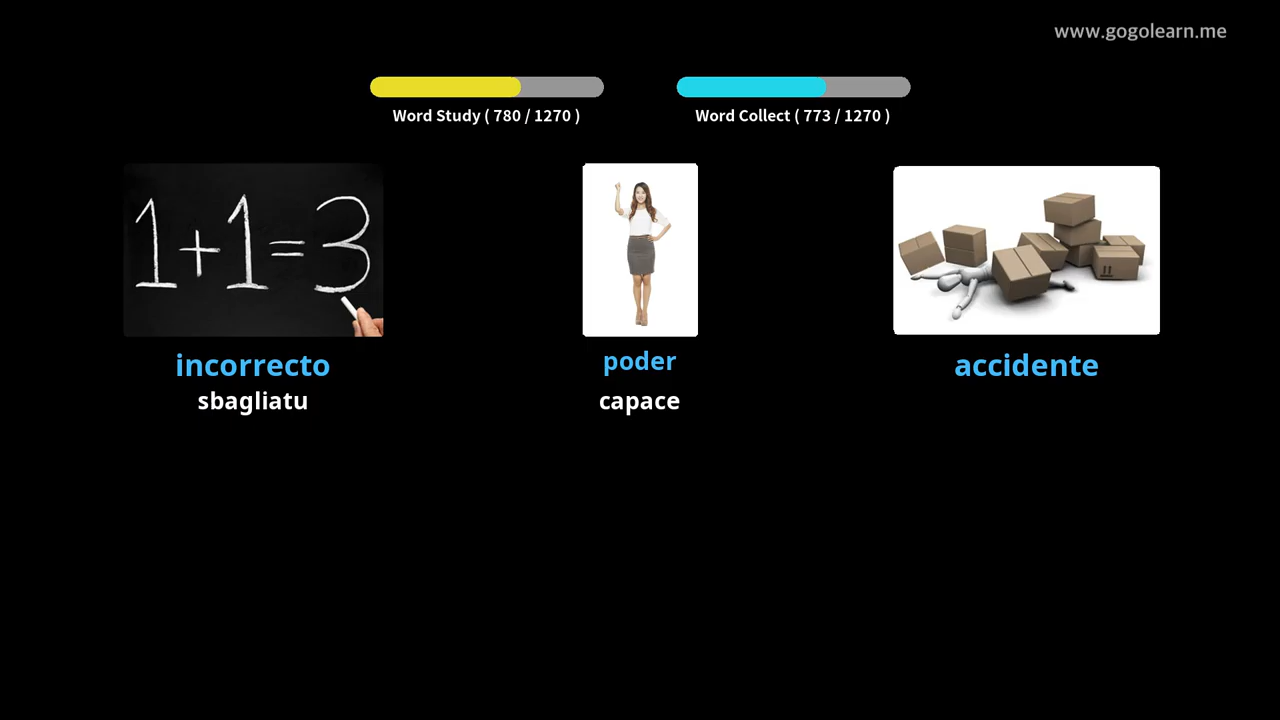 www.gogolearn.me
Word Study ( 780 / 1270 )
Word Collect ( 773 / 1270 )
1+1=3
incorrecto
sbagliatu
poder
capace
accidente